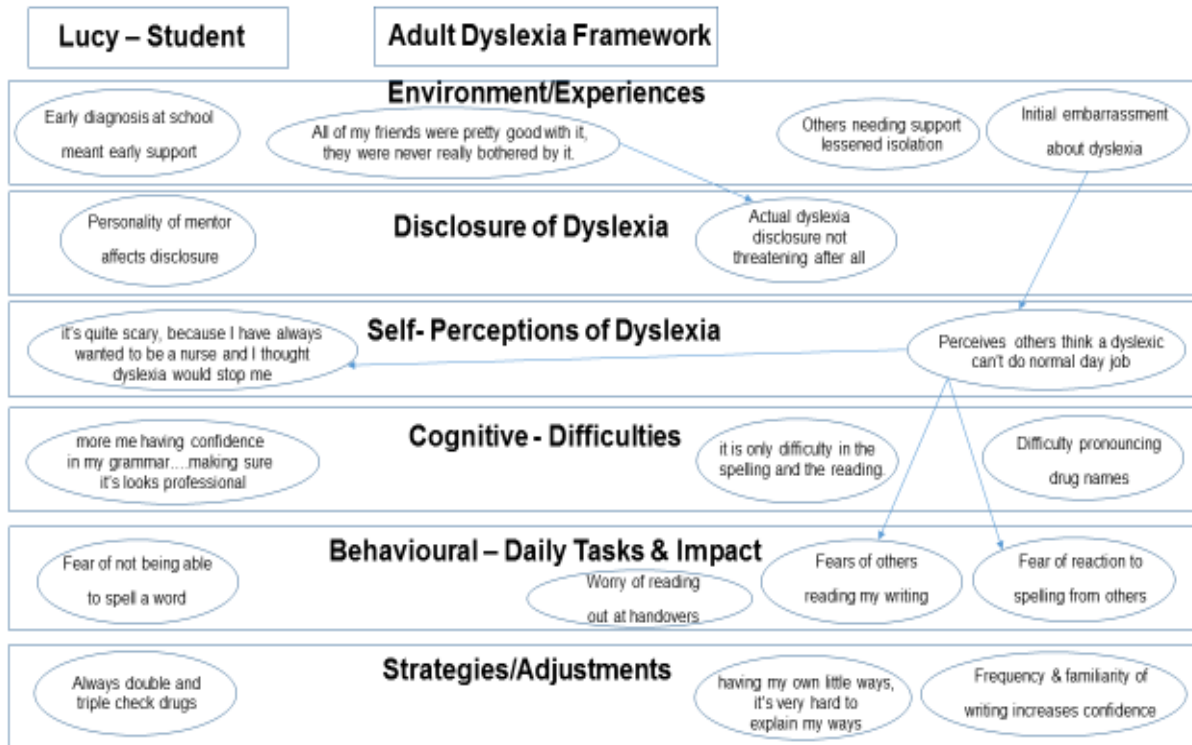 Lucy – Student
Adult Dyslexia Framework
Environment/Experiences
Early diagnosis at school
meant early support
All of my friends were pretty good with it,
they were never really bothered by it.
Others needing support
lessened isolation
Initial embarrassment
about dyslexia
Disclosure of Dyslexia
Personality of mentor
affects disclosure
Actual dyslexia
disclosure not
threatening after all
Self- Perceptions of Dyslexia
it's quite scary, because I have always
wanted to be a nurse and I thought
dyslexia would stop me
Perceives others think a dyslexic
can't do normal day job
Cognitive - Difficulties
more me having confidence
in my grammar....making sure
it's looks professional
it is only difficulty in the
spelling and the reading.
Difficulty pronouncing
drug names
Behavioural – Daily Tasks & Impact
Fear of not being able
to spell a word
Worry of reading
out at handovers
Fears of others
reading my writing
Fear of reaction to
spelling from others
Strategies/Adjustments
Always double and
triple check drugs
having my own little ways,
it's very hard to
explain my ways
Frequency & familiarity of
writing increases confidence